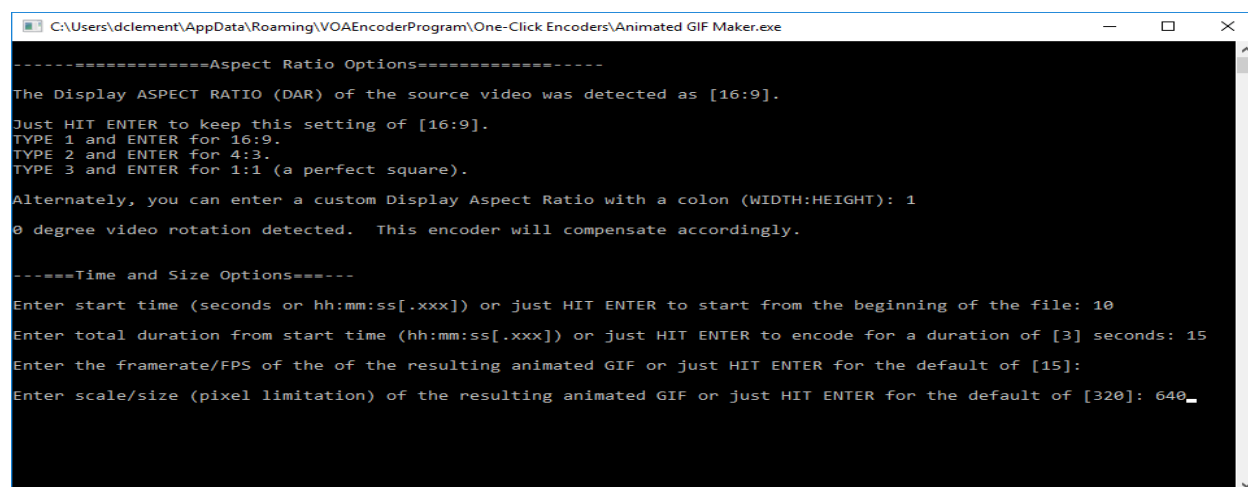 C:\Users\dclement\AppData\Roaming\VOAEncoderProgram\One-Click Encoders\Animated GIF Maker.exe
------=============Aspect Ratio Options=============-----
The Display ASPECT RATIO (DAR) of the source video was detected as [16:9].
Just HIT ENTER to keep this setting of [16:9].
TYPE 1 and ENTER for 16:9.
TYPE 2 and ENTER for 4:3.
TYPE 3 and ENTER for 1:1 (a perfect square).
Alternately, you can enter a custom Display Aspect Ratio with a colon (WIDTH:HEIGHT): 1
0 degree video rotation detected.  This encoder will compensate accordingly.
---===Time and Size Options===---
Enter start time (seconds or hh:mm:ss[.xxx]) or just HIT ENTER to start from the beginning of the file: 10
Enter total duration from start time (hh:mm:ss[.xxx]) or just HIT ENTER to encode for a duration of [3] seconds: 15
Enter the framerate/FPS of the of the resulting animated GIF or just HIT ENTER for the default of [15]:
Enter scale/size (pixel limitation) of the resulting animated GIF or just HIT ENTER for the default of [320]: 640